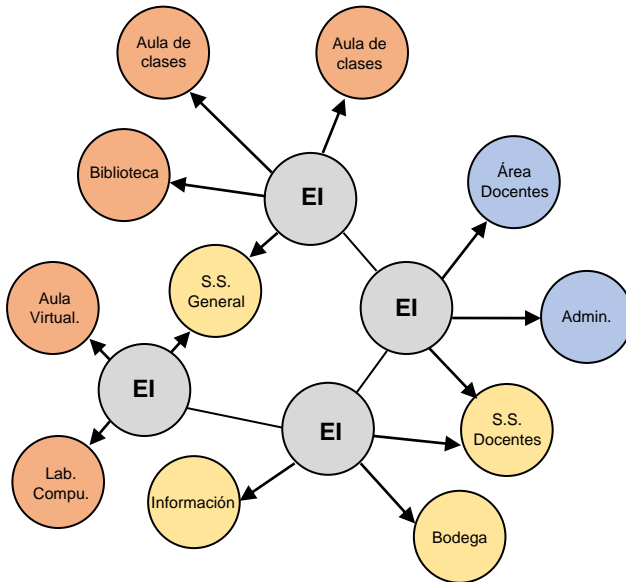 Aula de
clases
Aula de
clases
Biblioteca
EI
Área
Docentes
S.S.
General
Aula
Virtual.
EI
Admin.
EI
EI
S.S.
Docentes
Lab.
Compu.
Información
Bodega